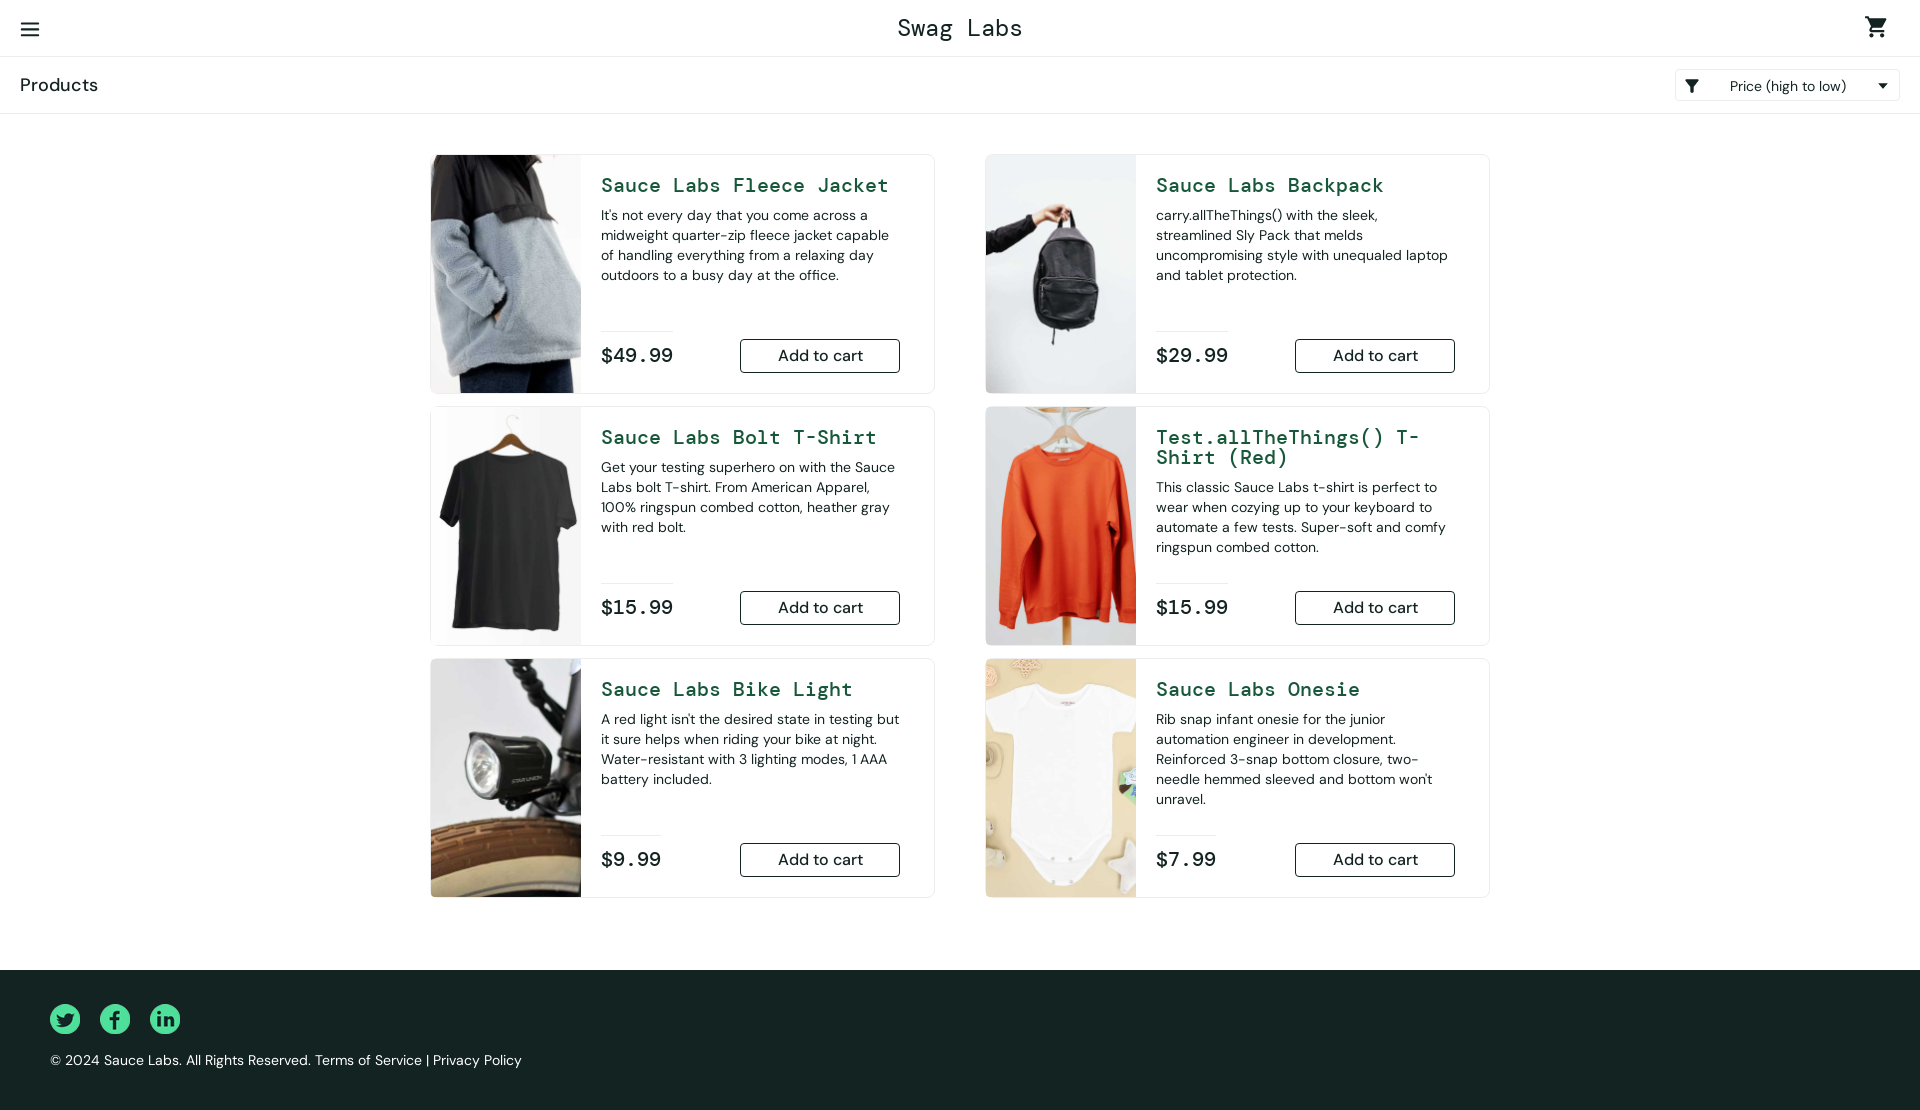 Swag Labs
Products
Price (high to low)
Sauce Labs Fleece Jacket
It's not every day that you come across a
midweight quarter-zip fleece jacket capable
of handling everything from a relaxing day
outdoors to a busy day at the office.
$49.99
Add to cart
Sauce Labs Backpack
carry.allTheThings() with the sleek,
streamlined Sly Pack that melds
uncompromising style with unequaled laptop
and tablet protection.
$29.99
Add to cart
Sauce Labs Bolt T-Shirt
Get your testing superhero on with the Sauce
Labs bolt T-shirt. From American Apparel,
100% ringspun combed cotton, heather gray
with red bolt.
$15.99
Add to cart
Test.allTheThings() T-
Shirt (Red)
This classic Sauce Labs t-shirt is perfect to
wear when cozying up to your keyboard to
automate a few tests. Super-soft and comfy
ringspun combed cotton.
$15.99
Add to cart
Sauce Labs Bike Light
A red light isn't the desired state in testing but
it sure helps when riding your bike at night.
Water-resistant with 3 lighting modes, 1 AAA
battery included.
$9.99
Add to cart
Sauce Labs Onesie
Rib snap infant onesie for the junior
automation engineer in development.
Reinforced 3-snap bottom closure, two-
needle hemmed sleeved and bottom won't
unravel.
$7.99
Add to cart
© 2024 Sauce Labs. All Rights Reserved. Terms of Service | Privacy Policy